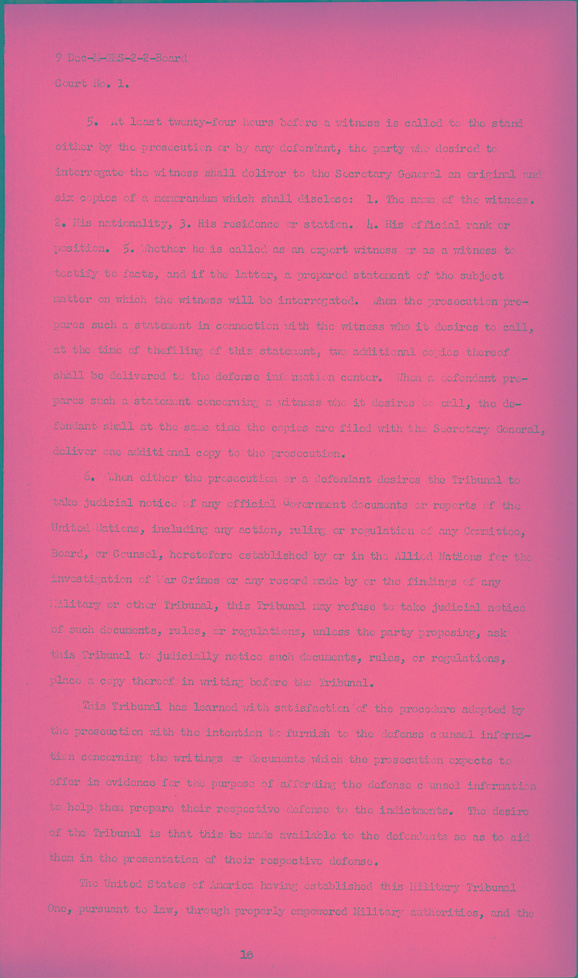 9 Dec-M-GIS-2-2-Beard
Court No. 1.
5. At least twenty-four hours before a witness is called to the stand
either by the prosecution or by any defendant, the party who desired to
interrogate the witness shall deliver to the Secretary General an original and
six copies of a memorandum which shall disclose: 1. The name of the witness.
2. His nationality, 3. His residence or station. 4. His official rank or
position. 5. Whether he is called as an expert witness or as a witness to
testify to facts, and if the latter, a prepared statement of the subject
matter on which the witness will be interrogated. When the prosecution pre-
pares such a statement in connection with the witness who it desires to call,
at the time of thefiling of this statement, two additional copies thereof
shall be delivered to the defense information center. When a defendant pre-
pares such a statement concerning a witness who it desires to call, the de-
fendant shall at the same time the copies are filed with the Secretary General,
deliver one additional copy to the prosecution.
6. When either the prosecution or a defendant desires the Tribunal to
take judicial notice of any official Government documents or reports of the
United Nations, including any action, ruling or regulation of any Committee,
Board, or Counsel, heretofore established by or in the Allied Nations for the
investigation of War Crimes or any record made by or the findings of any
Military or other Tribunal, this Tribunal may refuse to take judicial notice
of such documents, rules, or regulations, unless the party proposing, ask
this Tribunal to judicially notice such documents, rules, or regulations,
place a copy thereof in writing before the Tribunal.
This Tribunal has learned with satisfaction of the procedure adopted by
the prosecution with the intention to furnish to the defense counsel informa-
tion concerning the writings or documents which the prosecution expects to
offer in evidence for the purpose of affording the defense counsel information
to help them prepare their respective defense to the indictments. The desire
of the Tribunal is that this be made available to the defendants so as to aid
them in the presentation of their respective defense.
The United States of America having established this Military Tribunal
One, pursuant to law, through properly empowered Military authorities, and the
16